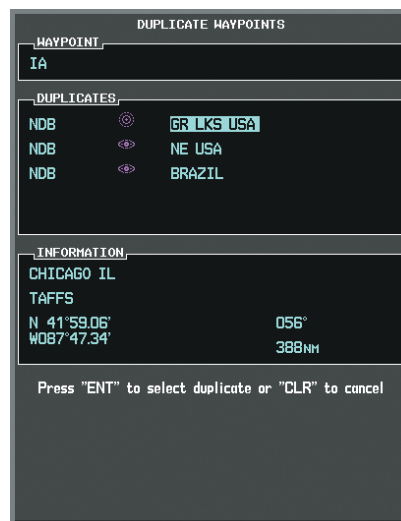 DUPLICATE WAYPOINTS
WAYPOINT
IA
DUPLICATES
NDB GR LKS USA
NDB NE USA
NDB BRAZIL
INFORMATION
CHICAGO IL
TAFFS
N 41°59.06' 056°
W087°47.34'
388NM
Press "ENT" to select duplicate or "CLR" to cancel